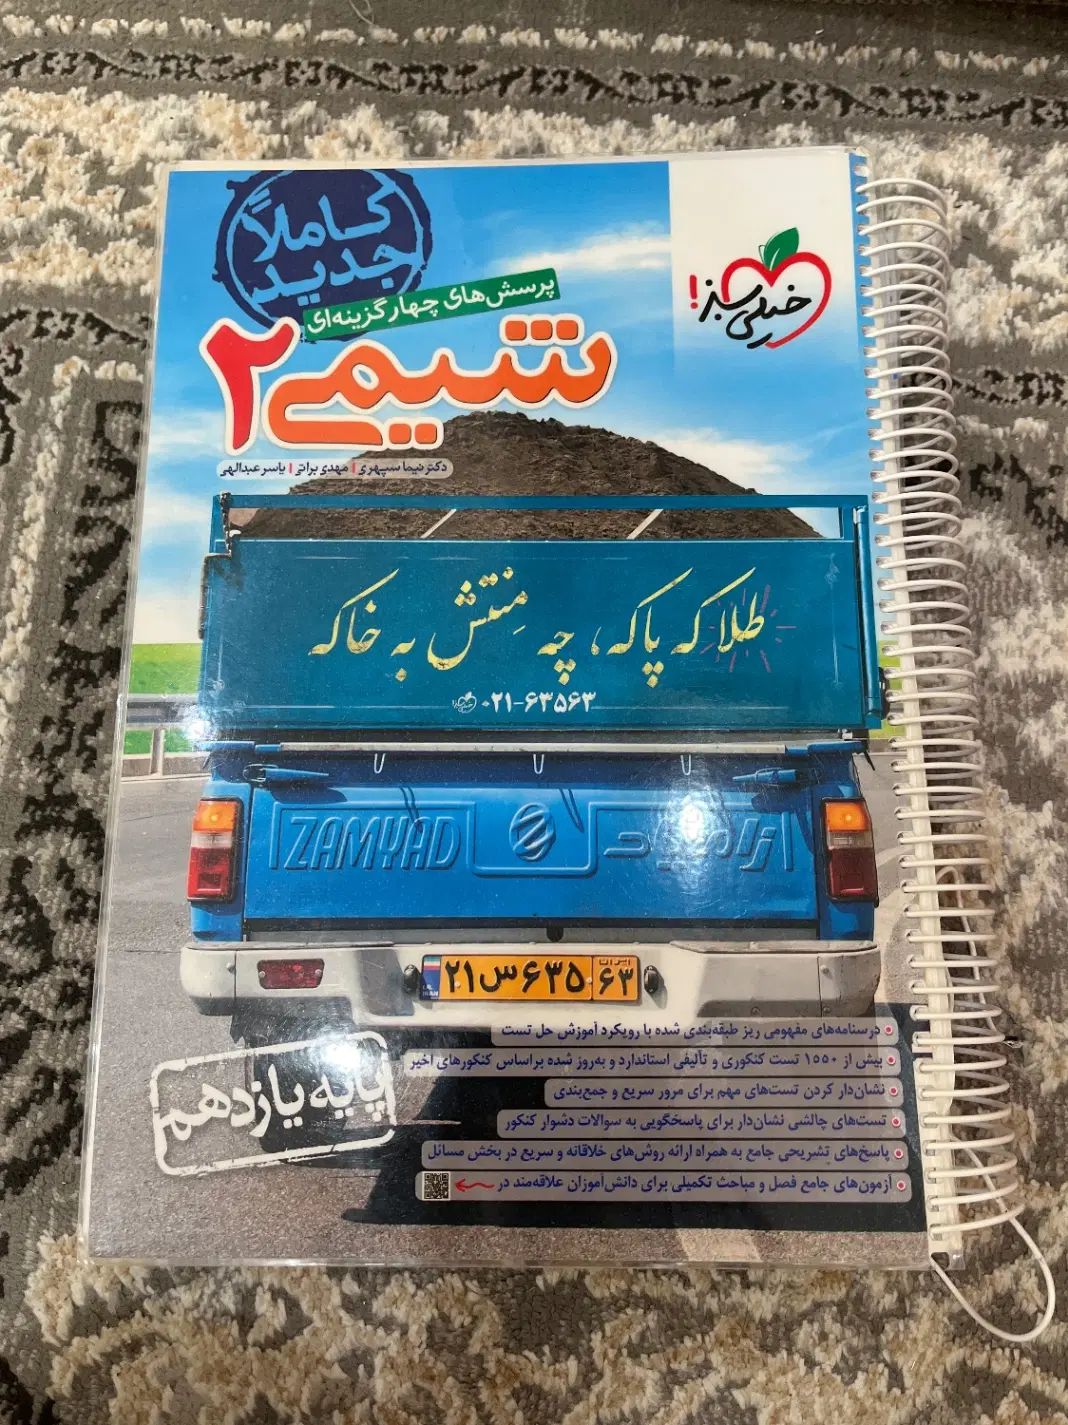 کاملاً
جدید
خیلی سبز!
پرسش‌های چهارگزینه‌ای
شیمی ۲
دکتر نیما سپهری | مهدی براتی | یاسر عبدالهی
طلا که پاکه، چه مِنتش به خاکه
۰۲۱-۶۳۵۶۳
ZAMYAD زامیاد
۲۱ س ۶۳۵ ایران ۶۳
درسنامه‌های مفهومی ریز طبقه‌بندی شده با رویکرد آموزش حل تست
بیش از ۱۵۵۰ تست کنکوری و تألیفی استاندارد و به‌روز شده براساس کنکورهای اخیر
نشان‌دار کردن تست‌های مهم برای مرور سریع و جمع‌بندی
تست‌های چالشی نشان‌دار برای پاسخگویی به سوالات دشوار کنکور
پاسخ‌های تشریحی جامع به همراه ارائه روش‌های خلاقانه و سریع در بخش مسائل
آزمون‌های جامع فصل و مباحث تکمیلی برای دانش‌آموزان علاقه‌مند در
پایه یازدهم